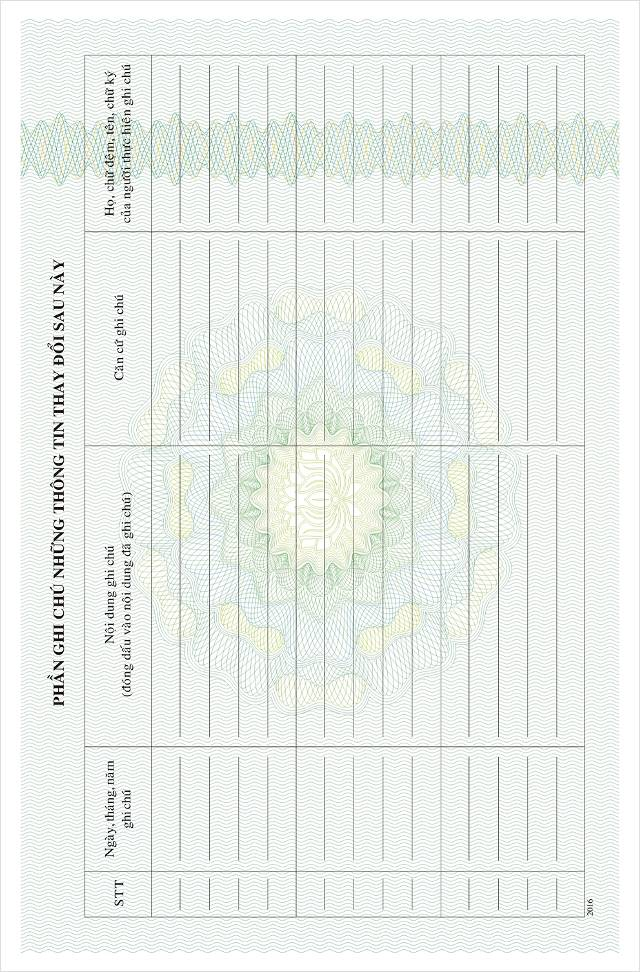 PHẦN GHI CHÚ NHỮNG THÔNG TIN THAY ĐỔI SAU NÀY
STT
Ngày, tháng, năm
ghi chú
Nội dung ghi chú
(đóng dấu vào nội dung đã ghi chú)
Căn cứ ghi chú
Họ, chữ đệm, tên, chữ ký
của người thực hiện ghi chú
2016